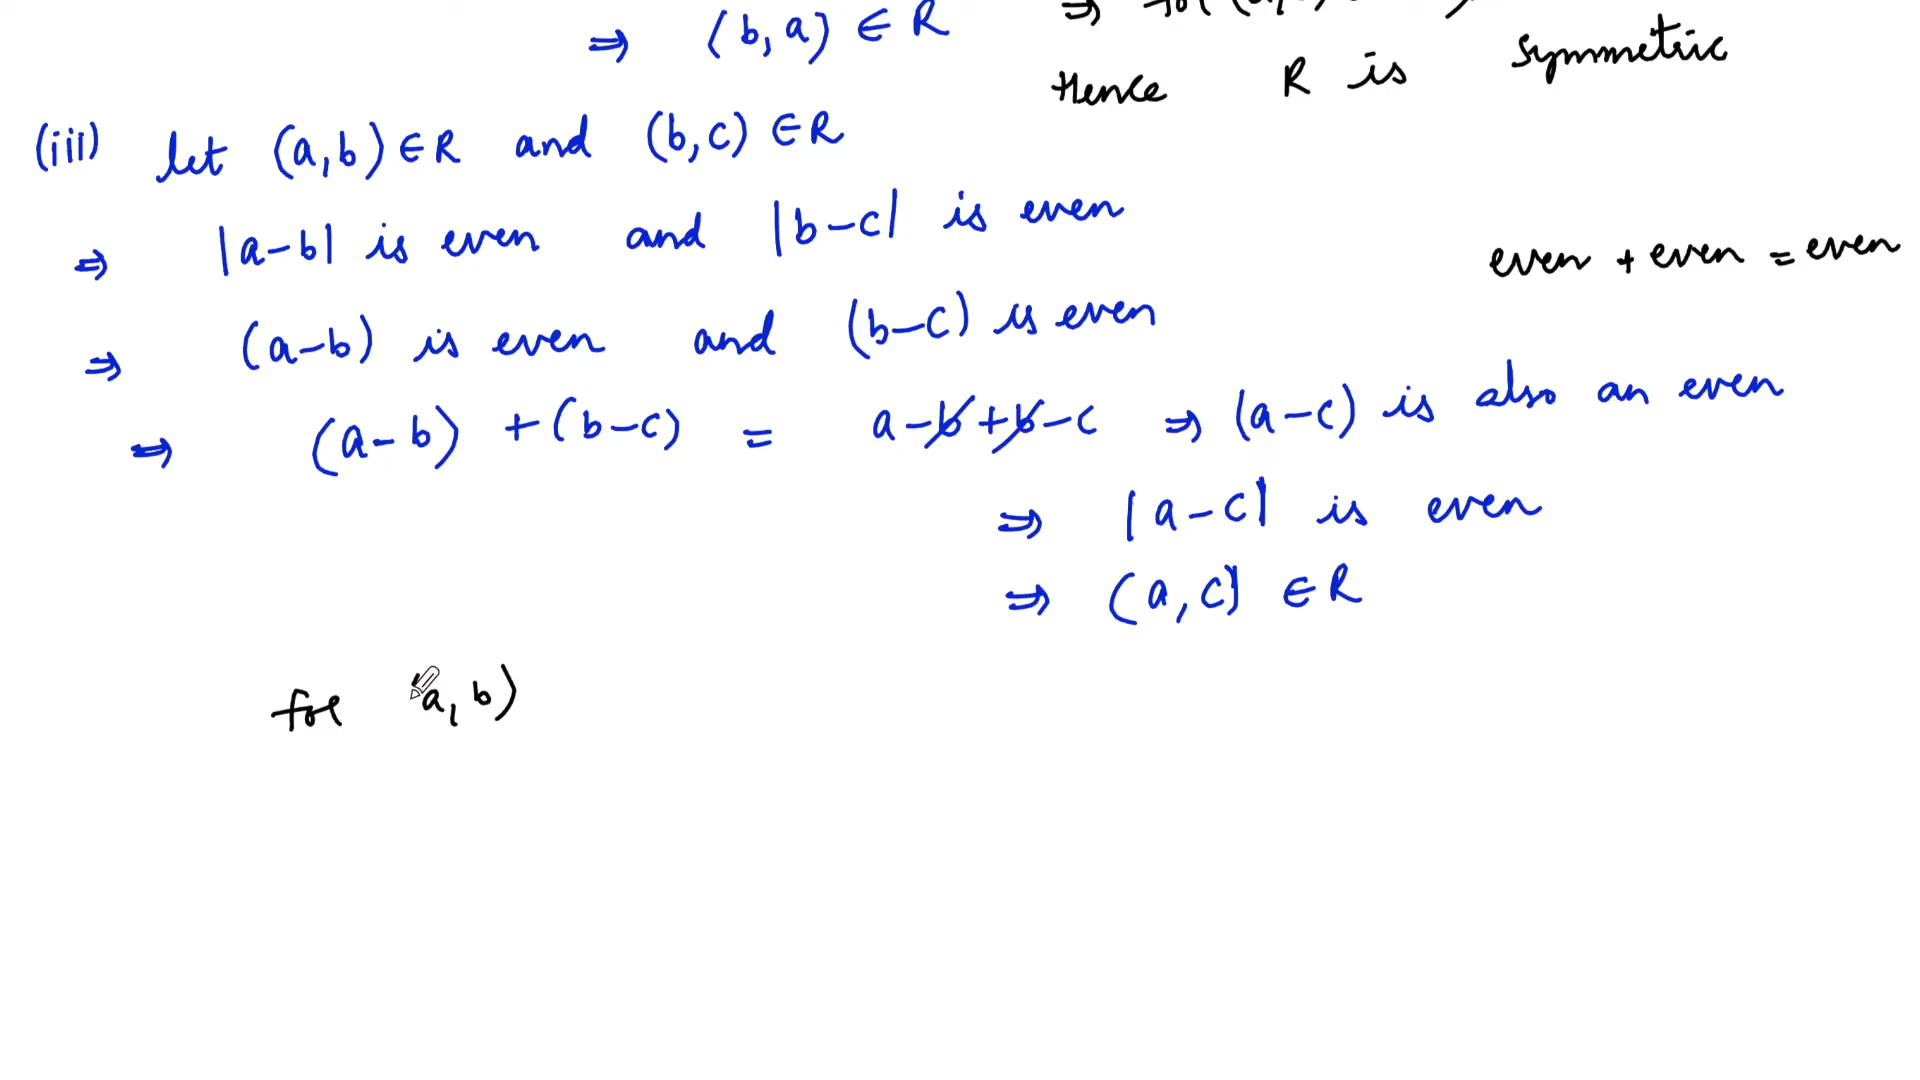 ⇒ (b, a) ∈ R
⇒ for
Hence R is symmetric
(iii) let (a, b) ∈ R and (b, c) ∈ R
⇒ |a-b| is even and |b-c| is even
even + even = even
⇒ (a-b) is even and (b-c) is even
⇒ (a-b) + (b-c) = a-b+b-c ⇒ (a-c) is also an even
⇒ |a-c| is even
⇒ (a, c) ∈ R
for a, b)